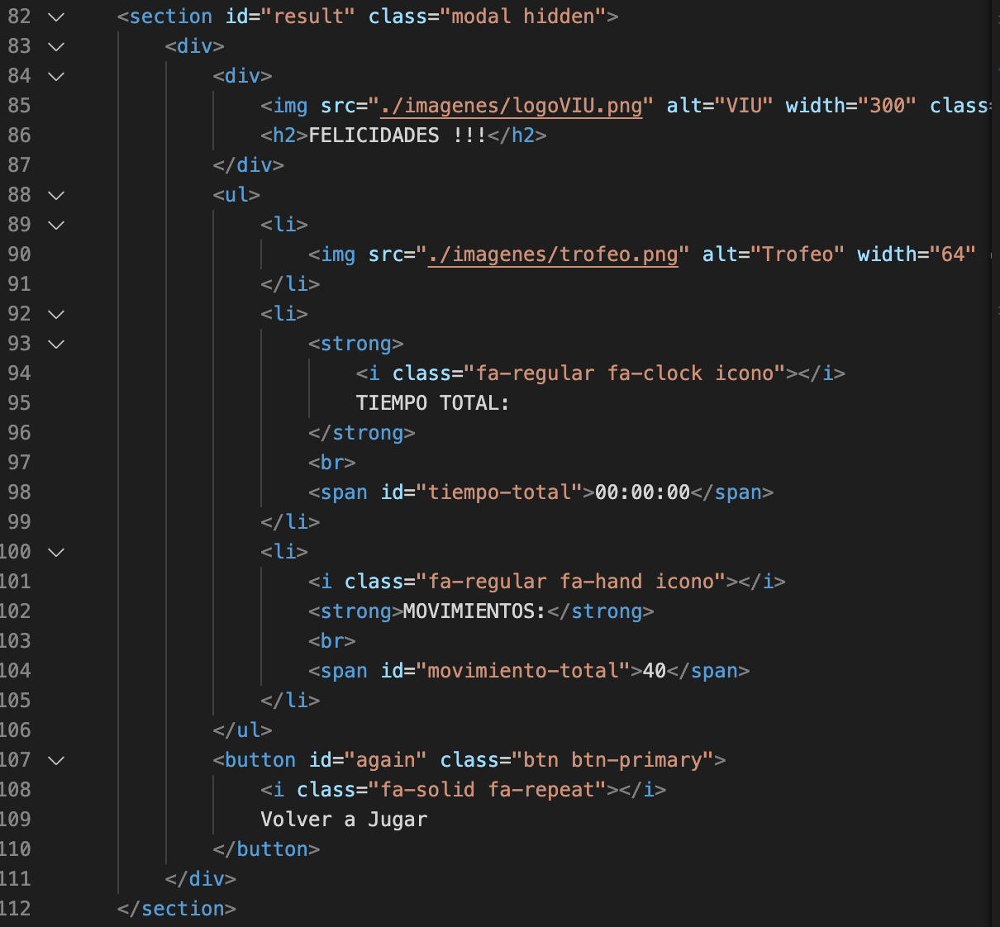 82 <section id="result" class="modal hidden">
83 <div>
84 <div>
85 <img src="./imagenes/logoVIU.png" alt="VIU" width="300" class=
86 <h2>FELICIDADES !!!</h2>
87 </div>
88 <ul>
89 <li>
90 <img src="./imagenes/trofeo.png" alt="Trofeo" width="64"
91 </li>
92 <li>
93 <strong>
94 <i class="fa-regular fa-clock icono"></i>
95 TIEMPO TOTAL:
96 </strong>
97 <br>
98 <span id="tiempo-total">00:00:00</span>
99 </li>
100 <li>
101 <i class="fa-regular fa-hand icono"></i>
102 <strong>MOVIMIENTOS:</strong>
103 <br>
104 <span id="movimiento-total">40</span>
105 </li>
106 </ul>
107 <button id="again" class="btn btn-primary">
108 <i class="fa-solid fa-repeat"></i>
109 Volver a Jugar
110 </button>
111 </div>
112 </section>